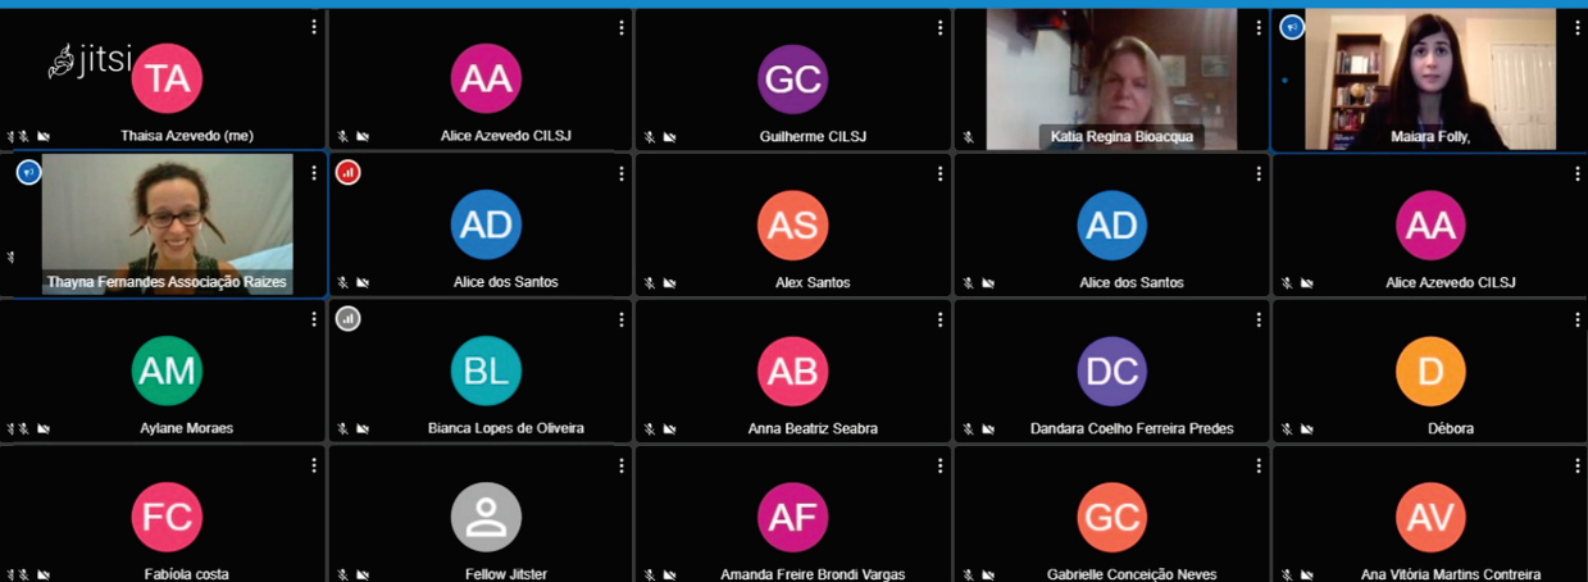 jitsi
TA
AA
GC
Thaisa Azevedo (me)
Alice Azevedo CILSJ
Guilherme CILSJ
Katia Regina Bioacqua
Maiara Folly,
AD
AS
AD
AA
Thayna Fernandes Associação Raizes
Alice dos Santos
Alex Santos
Alice dos Santos
Alice Azevedo CILSJ
AM
BL
AB
DC
D
Aylane Moraes
Bianca Lopes de Oliveira
Anna Beatriz Seabra
Dandara Coelho Ferreira Predes
Débora
FC
AF
GC
AV
Fabíola costa
Fellow Jitster
Amanda Freire Brondi Vargas
Gabrielle Conceição Neves
Ana Vitória Martins Contreira